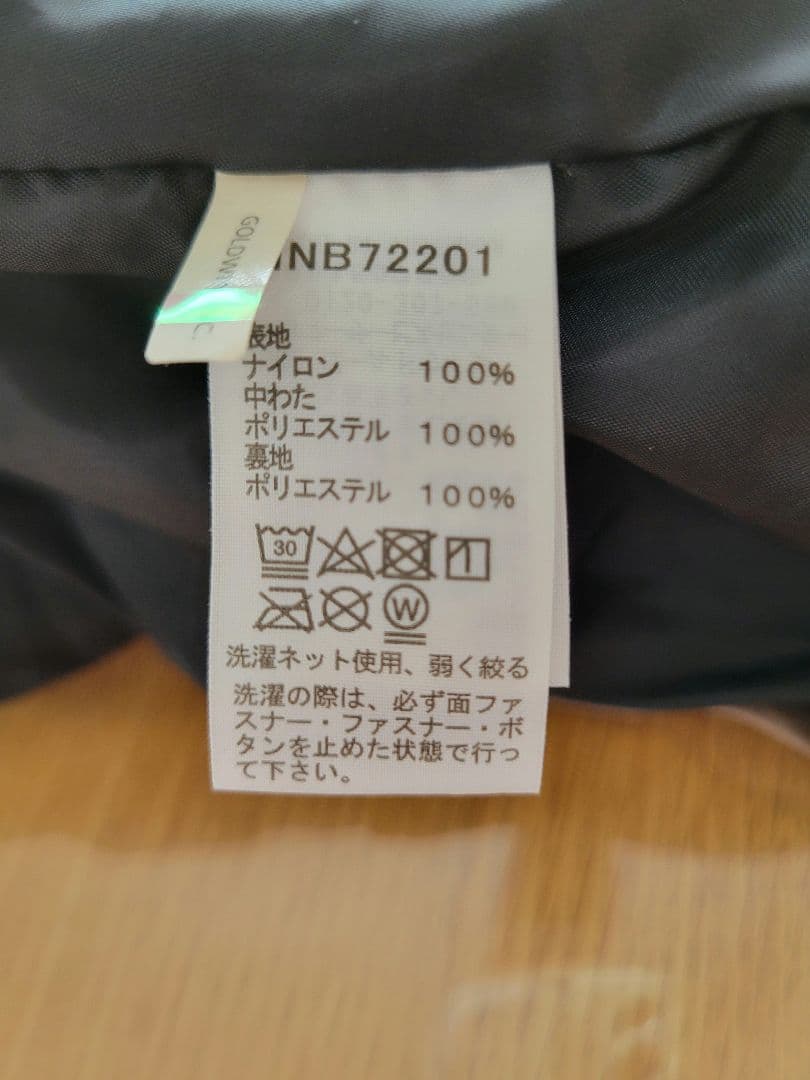 GOLDWIN
C.
NB72201
表地
ナイロン 100%
中わた
ポリエステル 100%
裏地
ポリエステル 100%
30
W
洗濯ネット使用、弱く絞る
洗濯の際は、必ず面ファ
スナー・ファスナー・ボ
タンを止めた状態で行っ
て下さい。